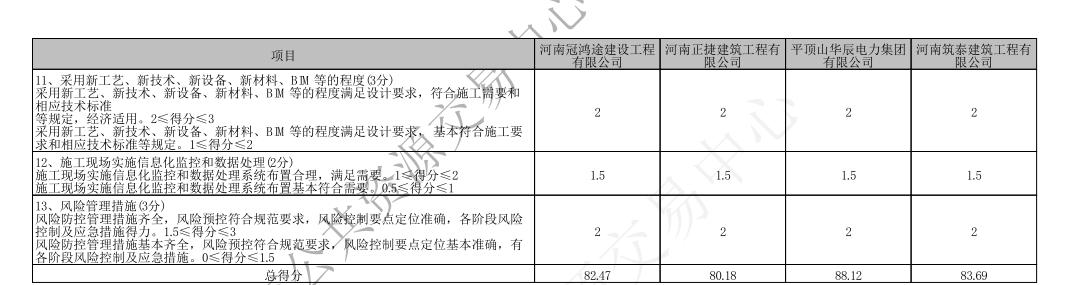 项目
河南冠鸿途建设工程
有限公司
河南正捷建筑工程有
限公司
平顶山华辰电力集团
有限公司
河南筑泰建筑工程有
限公司
11、采用新工艺、新技术、新设备、新材料、BIM 等的程度(3分)
采用新工艺、新技术、新设备、新材料、BIM 等的程度满足设计要求，符合施工需要和
相应技术标准
等规定，经济适用。2≤得分≤3
采用新工艺、新技术、新设备、新材料、BIM 等的程度满足设计要求， 基本符合施工要
求和相应技术标准等规定。1≤得分≤2
2
2
2
2
12、施工现场实施信息化监控和数据处理(2分)
施工现场实施信息化监控和数据处理系统布置合理，满足需要。1≤得分≤2
施工现场实施信息化监控和数据处理系统布置基本符合需要。0.5≤得分≤1
1.5
1.5
1.5
1.5
13、风险管理措施(3分)
风险防控管理措施齐全，风险预控符合规范要求，风险控制要点定位准确，各阶段风险
控制及应急措施得力。1.5≤得分≤3
风险防控管理措施基本齐全，风险预控符合规范要求，风险控制要点定位基本准确，有
各阶段风险控制及应急措施。0≤得分≤1.5
2
2
2
2
总得分
82.47
80.18
88.12
83.69
公共资源交易中心
交易中心